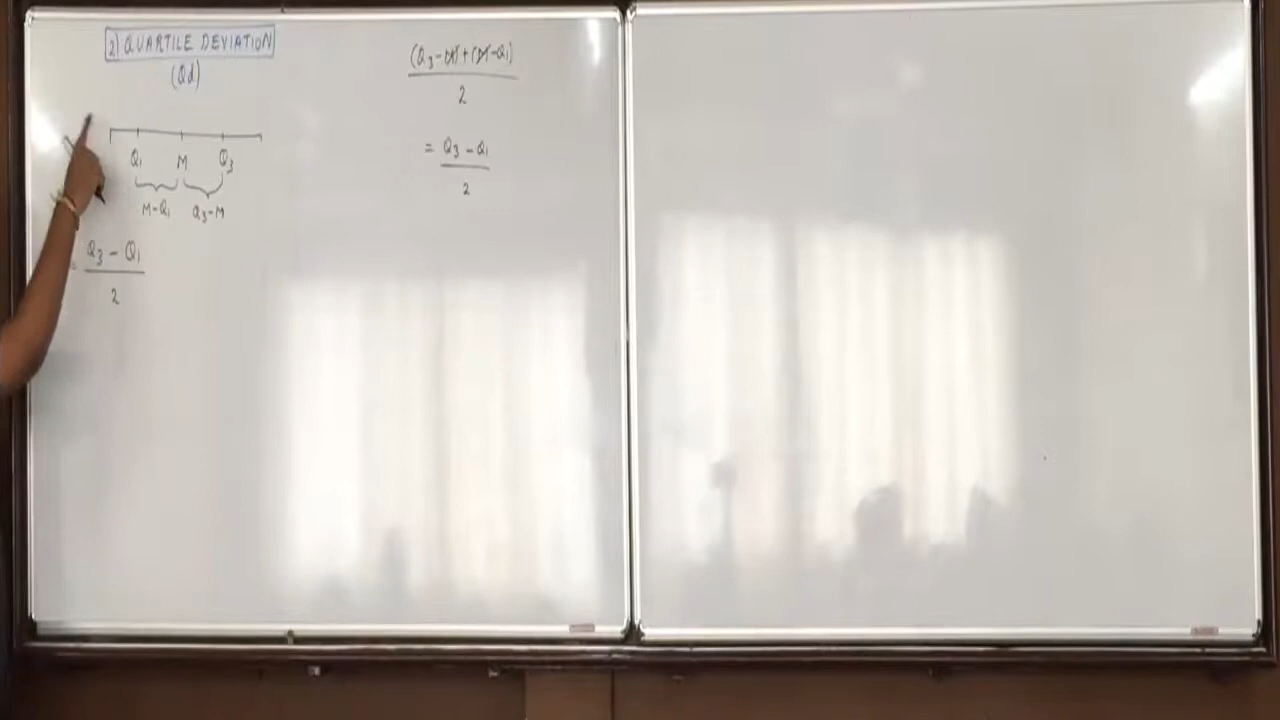 2) QUARTILE DEVIATION
(Qd)
Q₁ M Q₃
M-Q₁ Q₃-M
= Q₃ - Q₁
2
(Q₃-M)+(M-Q₁)
2
= Q₃ - Q₁
2